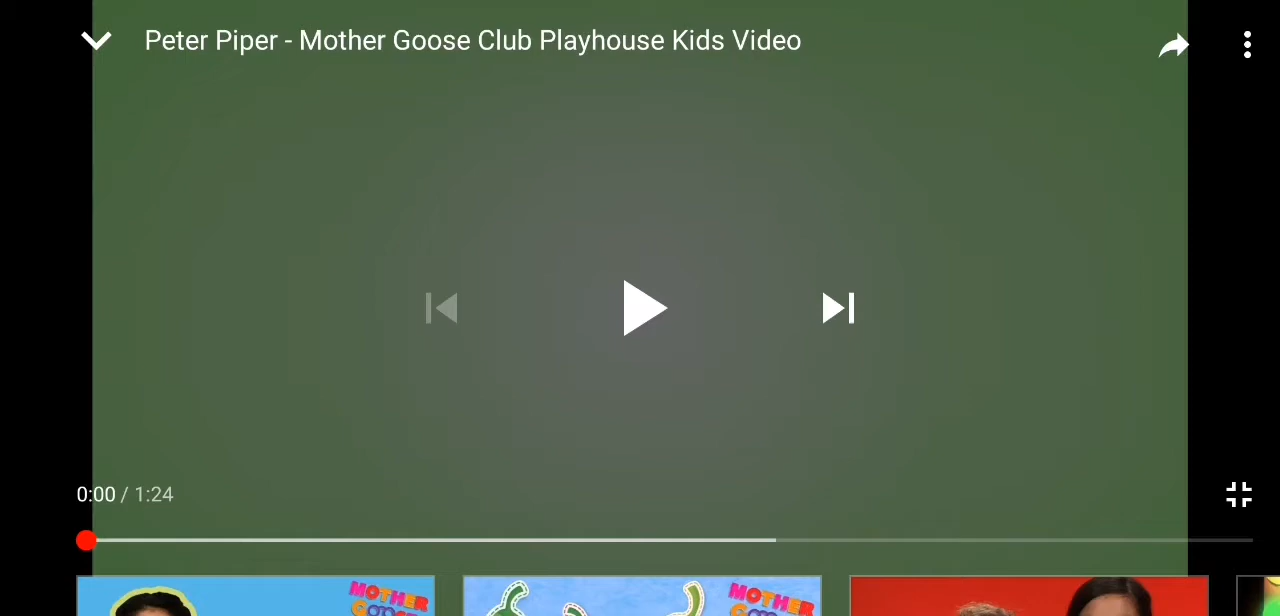 Peter Piper - Mother Goose Club Playhouse Kids Video
0:00 / 1:24
MOTHER
MOTHER